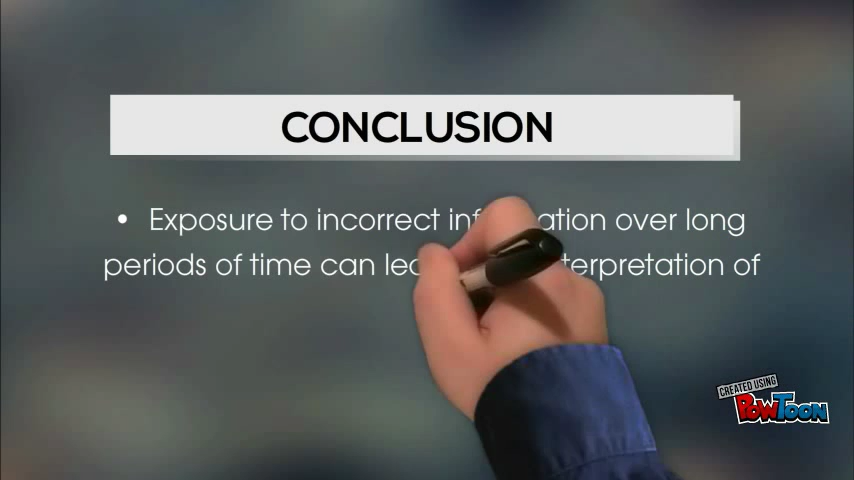 CONCLUSION
• Exposure to incorrect over long
periods of time can of
CREATED USING
POWTOON